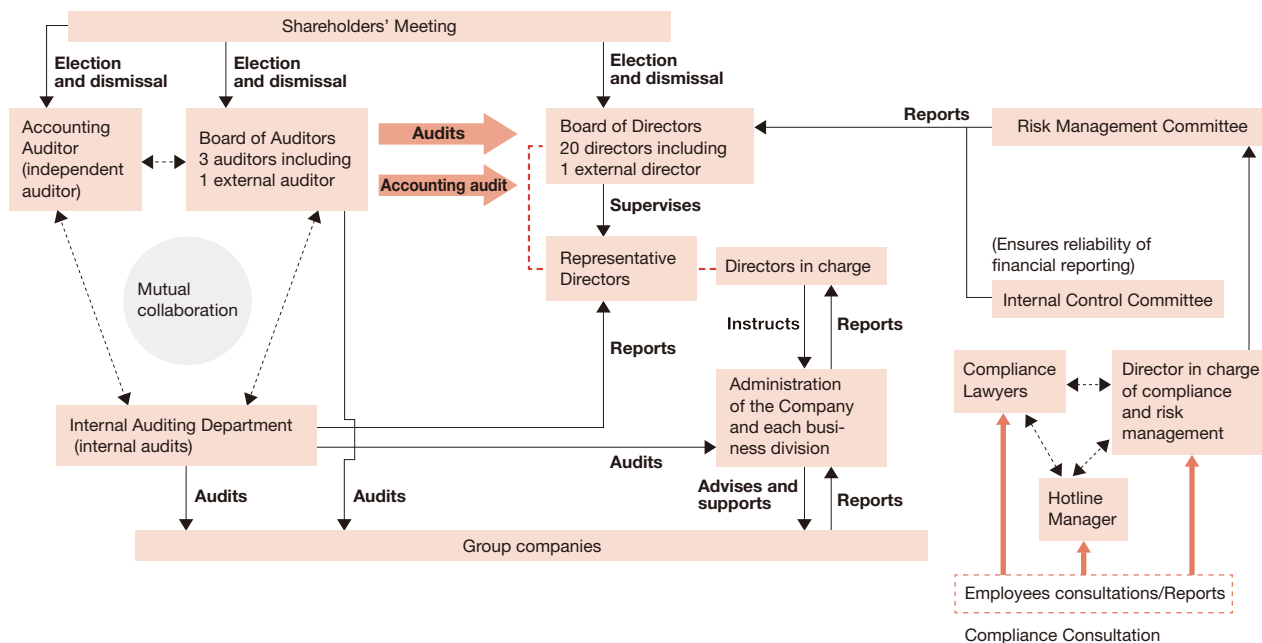 Shareholders' Meeting
Election
and dismissal
Election
and dismissal
Election
and dismissal
Accounting
Auditor
(independent
auditor)
Board of Auditors
3 auditors including
1 external auditor
Audits
Accounting audit
Board of Directors
20 directors including
1 external director
Reports
Risk Management Committee
Supervises
Representative
Directors
Directors in charge
(Ensures reliability of
financial reporting)
Internal Control Committee
Mutual
collaboration
Instructs
Reports
Reports
Administration
of the Company
and each busi-
ness division
Compliance
Lawyers
Director in charge
of compliance
and risk
management
Internal Auditing Department
(internal audits)
Audits
Audits
Audits
Advises and
supports
Reports
Hotline
Manager
Group companies
Employees consultations/Reports
Compliance Consultation